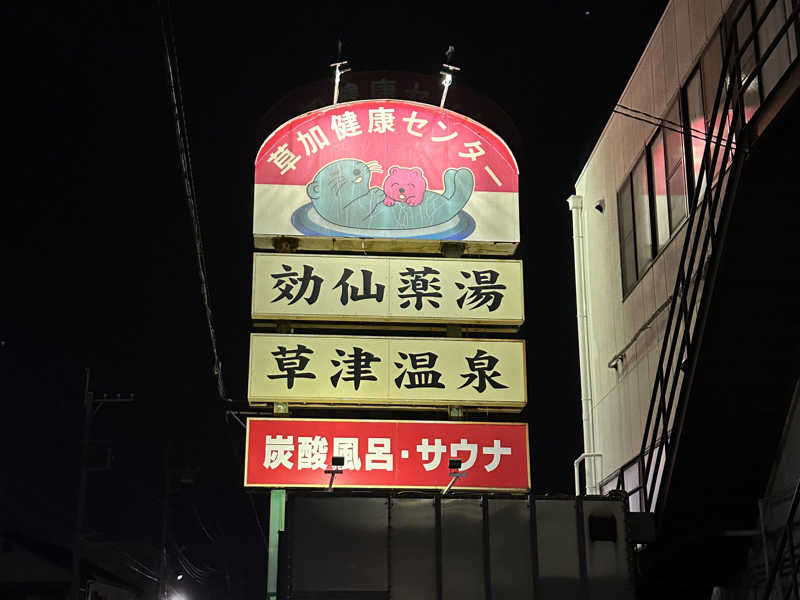 草加健康センター
効仙薬湯
草津温泉
炭酸風呂・サウナ